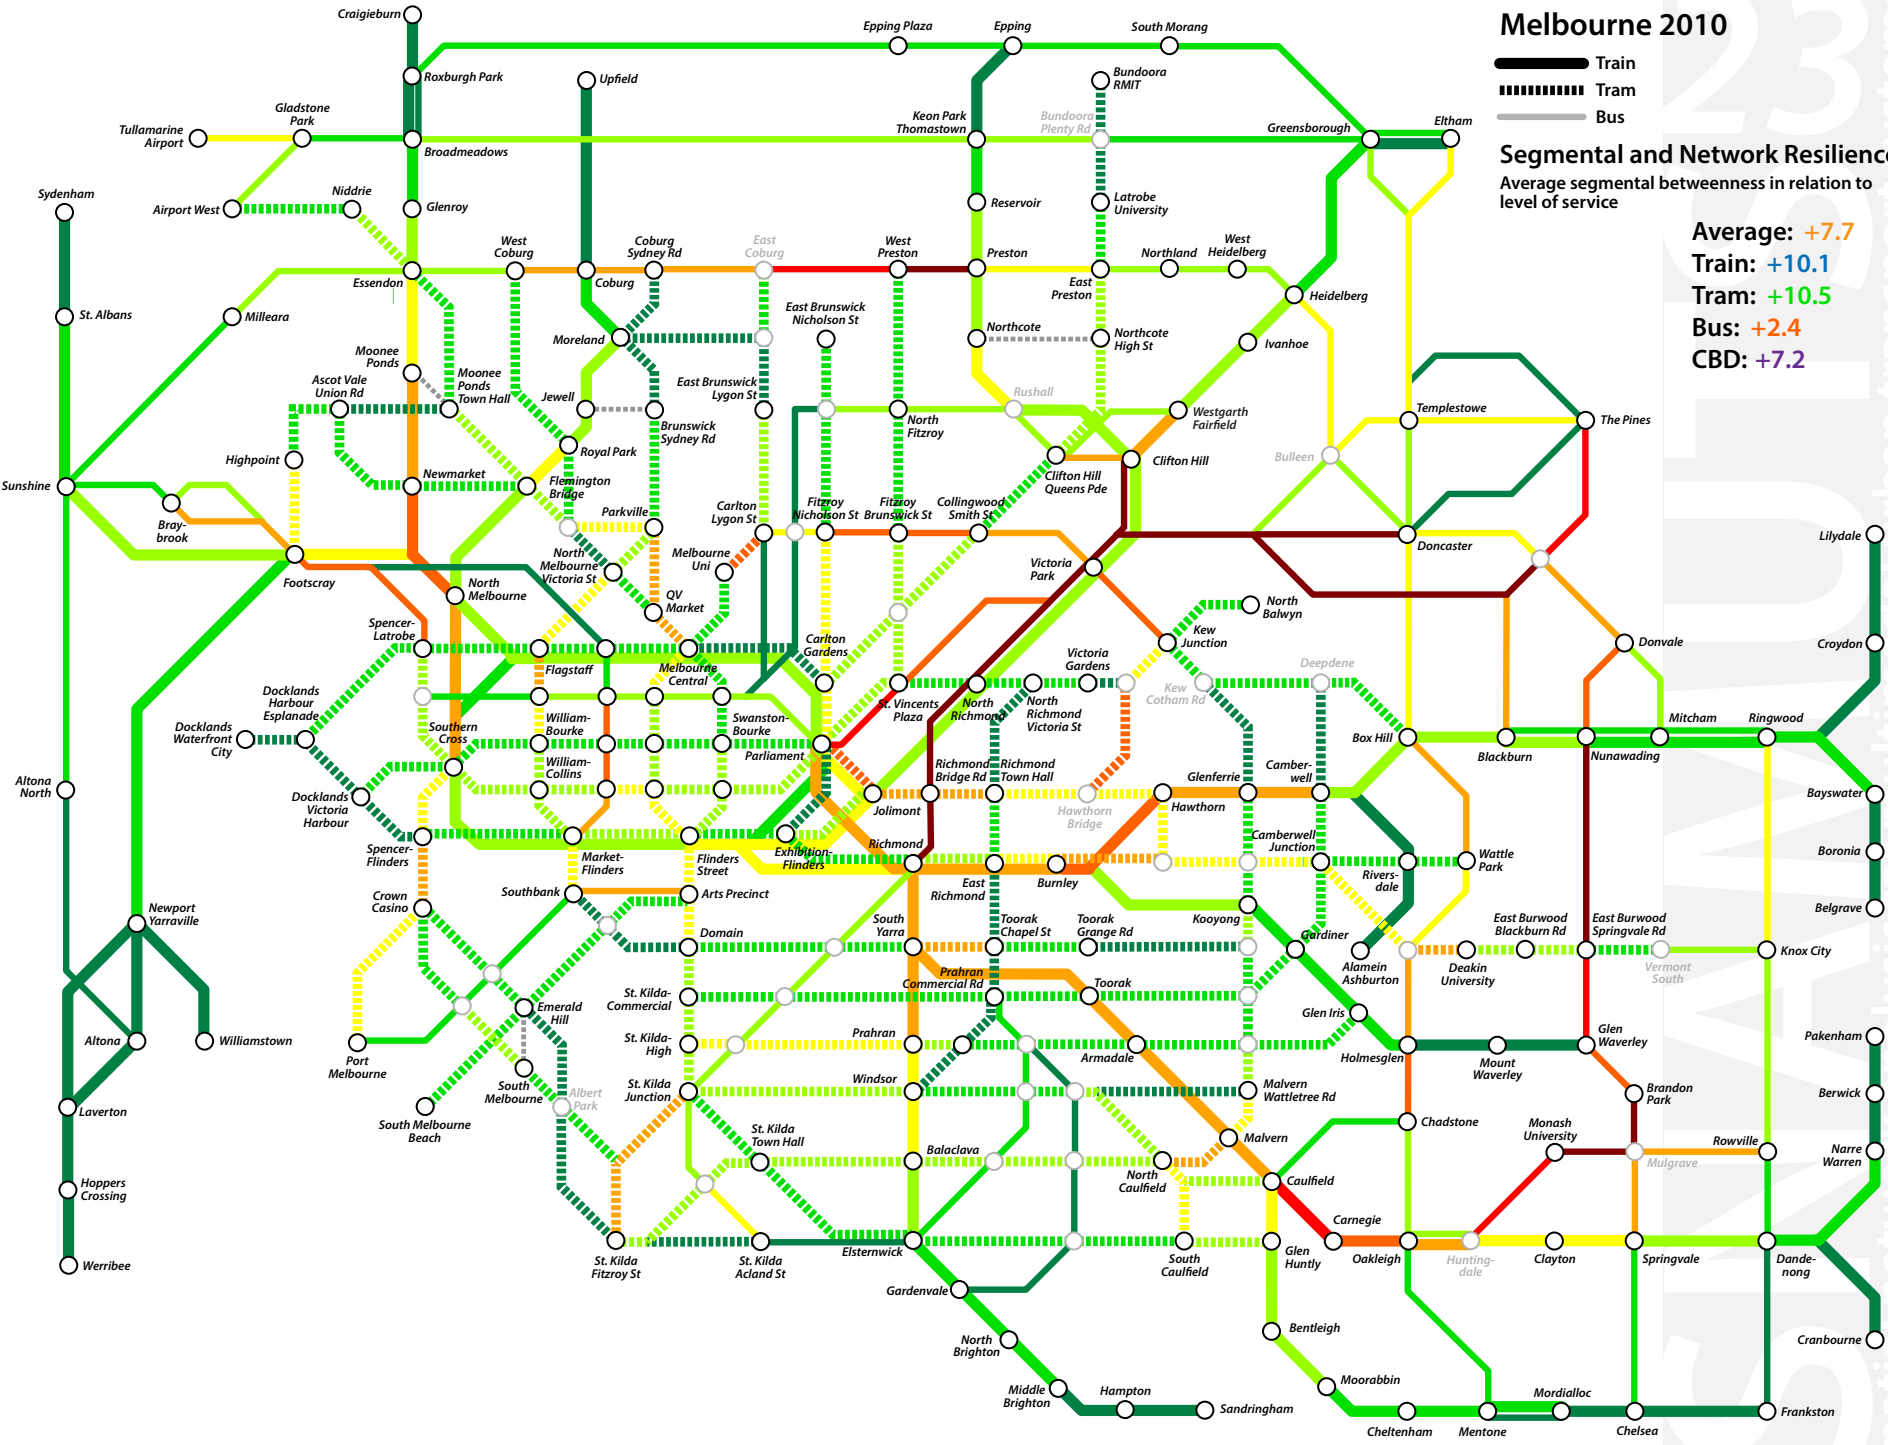 Craigieburn
Melbourne 2010
Train
Tram
Bus
Segmental and Network Resilience
Average segmental betweenness in relation to
level of service
Average: +7.7
Train: +10.1
Tram: +10.5
Bus: +2.4
CBD: +7.2
Epping Plaza
Epping
South Morang
Roxburgh Park
Upfield
Bundoora
RMIT
Gladstone
Park
Tullamarine
Airport
Broadmeadows
Keon Park
Thomastown
Bundoora
Plenty Rd
Greensborough
Eltham
Sydenham
Airport West
Niddrie
Glenroy
Reservoir
Latrobe
University
West
Coburg
Coburg
Sydney Rd
East
Coburg
West
Preston
Preston
Northland
West
Heidelberg
Essendon
Coburg
East
Preston
Heidelberg
St. Albans
Milleara
East Brunswick
Nicholson St
Moreland
Northcote
Northcote
High St
Ivanhoe
Moonee
Ponds
Ascot Vale
Union Rd
Moonee
Ponds
Town Hall
Jewell
East Brunswick
Lygon St
Brunswick
Sydney Rd
Rushall
North
Fitzroy
Westgarth
Fairfield
Templestowe
The Pines
Royal Park
Highpoint
Bulleen
Clifton Hill
Clifton Hill
Queens Pde
Sunshine
Newmarket
Flemington
Bridge
Bray-
brook
Parkville
Carlton
Lygon St
Fitzroy
Nicholson St
Fitzroy
Brunswick St
Collingwood
Smith St
Doncaster
Lilydale
Footscray
North
Melbourne
Victoria St
Melbourne
Uni
Victoria
Park
North
Melbourne
QV
Market
North
Balwyn
Spencer-
Latrobe
Flagstaff
Melbourne
Central
Carlton
Gardens
Kew
Junction
Donvale
Croydon
Victoria
Gardens
Deepdene
Docklands
Harbour
Esplanade
St. Vincents
Plaza
North
Richmond
North
Richmond
Victoria St
Kew
Cotham Rd
Docklands
Waterfront
City
Southern
Cross
William-
Bourke
Swanston-
Bourke
Parliament
Box Hill
Blackburn
Nunawading
Mitcham
Ringwood
Altona
North
William-
Collins
Docklands
Victoria
Harbour
Richmond
Bridge Rd
Richmond
Town Hall
Glenferrie
Camber-
well
Jolimont
Hawthorn
Bridge
Hawthorn
Bayswater
Spencer-
Flinders
Market-
Flinders
Flinders
Street
Exhibition-
Flinders
Richmond
East
Richmond
Burnley
Camberwell
Junction
Rivers-
dale
Wattle
Park
Boronia
Crown
Casino
Southbank
Arts Precinct
Newport
Yarraville
Kooyong
Belgrave
Domain
South
Yarra
Toorak
Chapel St
Toorak
Grange Rd
Gardiner
Alamein
Ashburton
Deakin
University
East Burwood
Blackburn Rd
East Burwood
Springvale Rd
Vermont
South
Knox City
Prahran
Commercial Rd
St. Kilda-
Commercial
Toorak
Emerald
Hill
Glen Iris
Altona
Williamstown
Port
Melbourne
St. Kilda-
High
Prahran
Armadale
Holmesglen
Mount
Waverley
Glen
Waverley
Pakenham
South
Melbourne
St. Kilda
Junction
Windsor
Malvern
Wattletree Rd
Brandon
Park
Berwick
Laverton
South Melbourne
Beach
Albert
Park
Chadstone
St. Kilda
Town Hall
Balaclava
Malvern
Monash
University
Mulgrave
Rowville
Narre
Warren
Hoppers
Crossing
North
Caulfield
Caulfield
Werribee
St. Kilda
Fitzroy St
St. Kilda
Acland St
Elsternwick
South
Caulfield
Glen
Huntly
Carnegie
Oakleigh
Hunting-
dale
Clayton
Springvale
Dande-
nong
Gardenvale
North
Brighton
Bentleigh
Cranbourne
Middle
Brighton
Hampton
Sandringham
Moorabbin
Cheltenham
Mentone
Mordialloc
Chelsea
Frankston
23